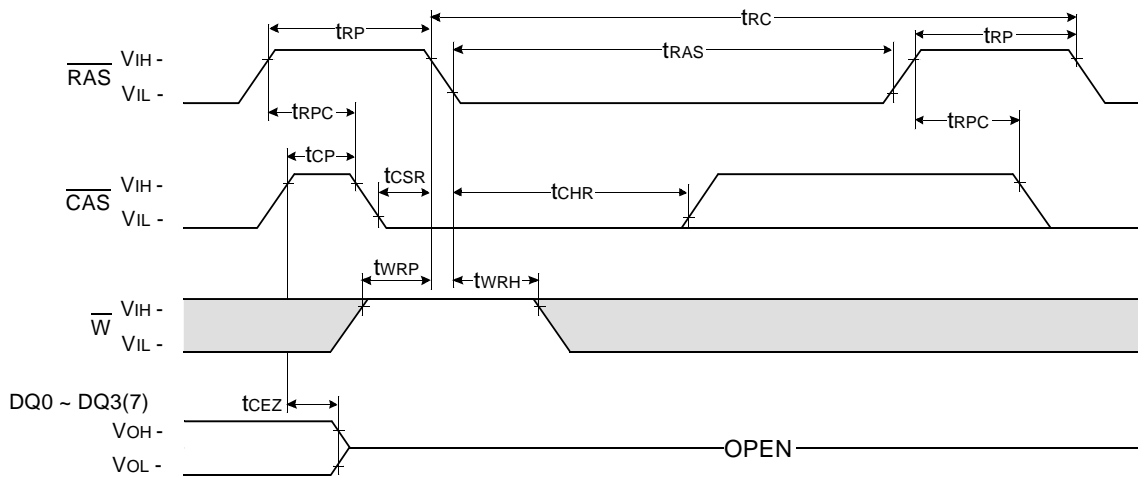 tRP
tRC
tRAS
tRP
RAS
VIH -
VIL -
tRPC
tRPC
tCP
tCSR
tCHR
CAS
VIH -
VIL -
tWRP
tWRH
W
VIH -
VIL -
DQ0 ~ DQ3(7)
tCEZ
VOH -
VOL -
OPEN